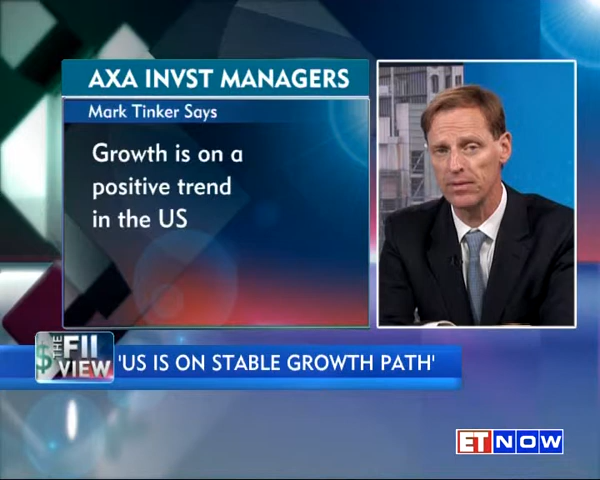 AXA INVST MANAGERS
Mark Tinker Says
Growth is on a
positive trend
in the US
$ THE FII VIEW
'US IS ON STABLE GROWTH PATH'
ET NOW